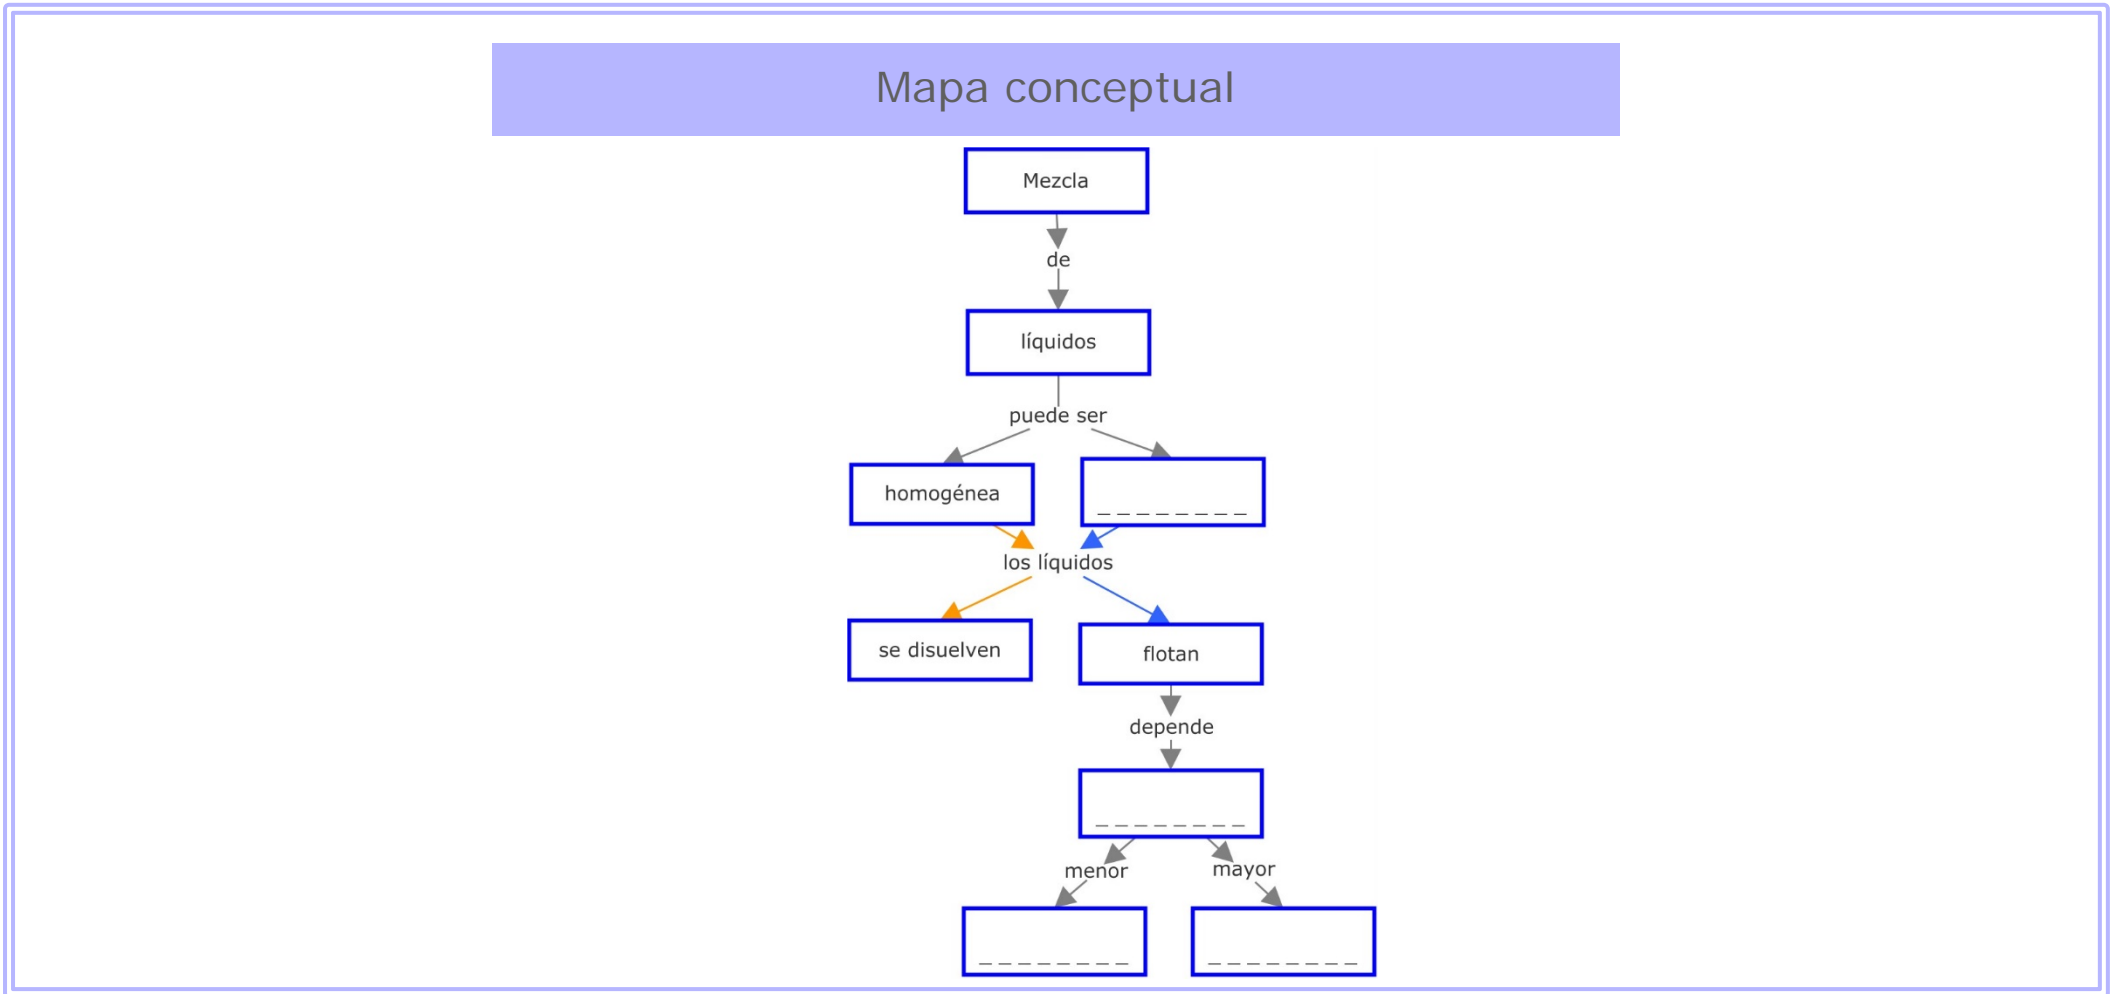 Mapa conceptual
Mezcla
de
líquidos
puede ser
homogénea
_ _ _ _ _ _ _ _
los líquidos
se disuelven
flotan
depende
_ _ _ _ _ _ _ _
menor
mayor
_ _ _ _ _ _ _ _
_ _ _ _ _ _ _ _